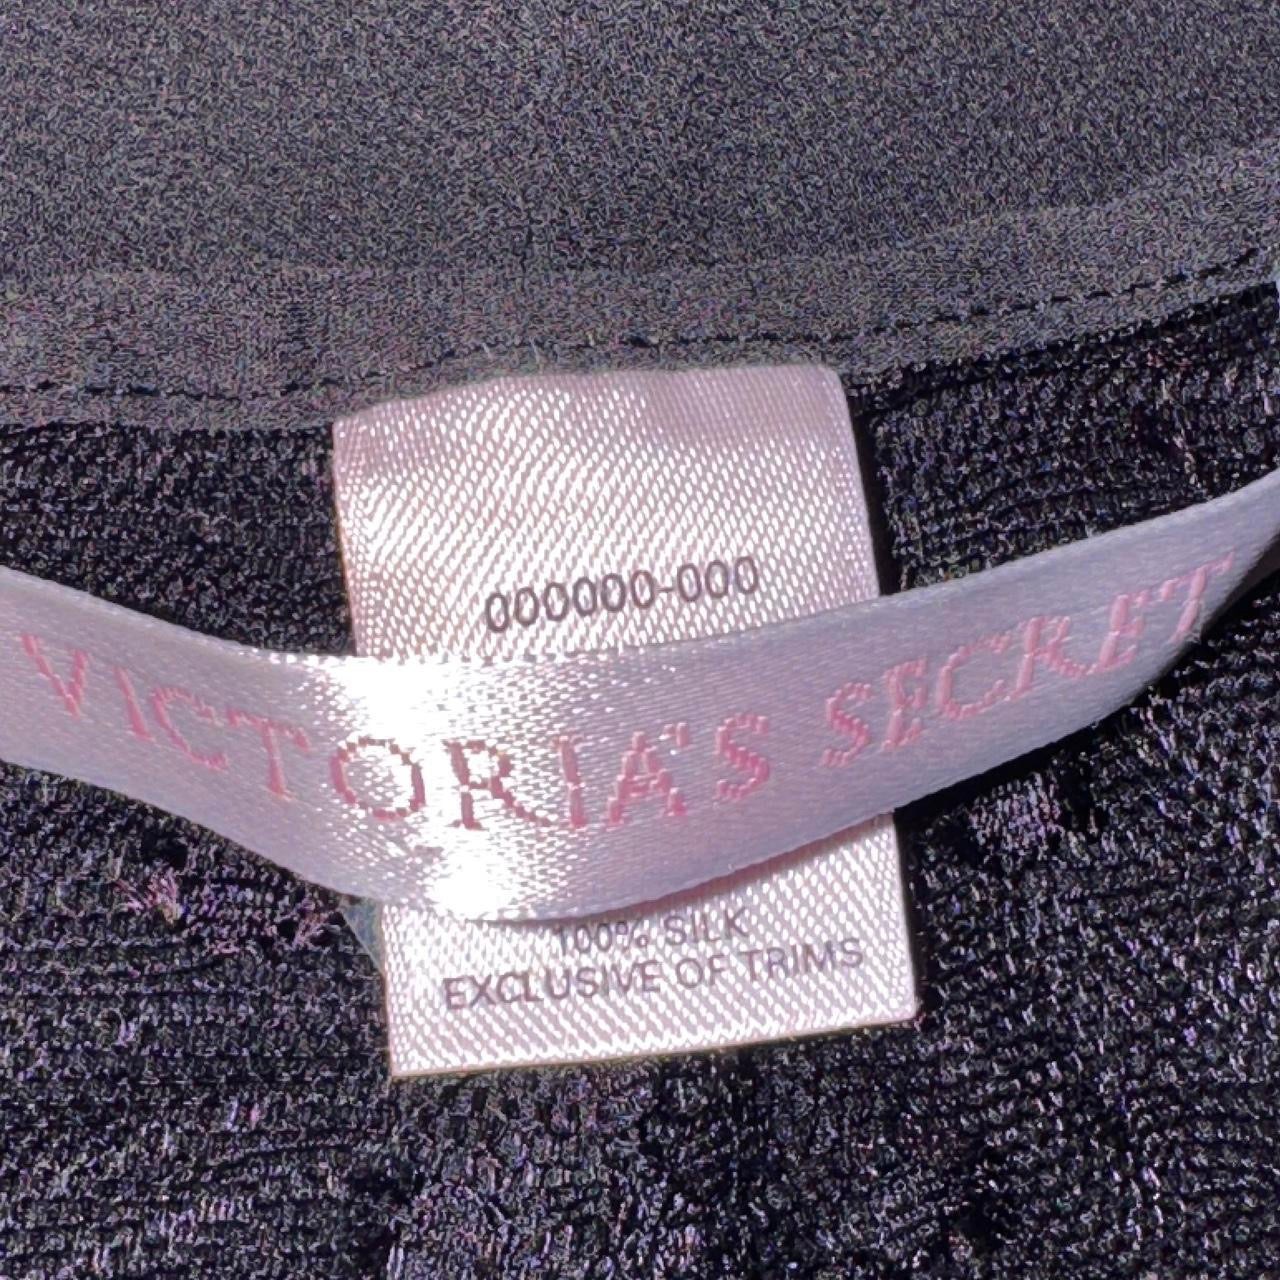 000000-000
VICTORIA'S SECRET
100% SILK
EXCLUSIVE OF TRIMS